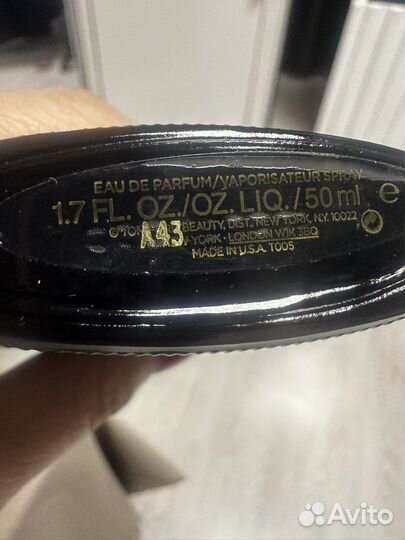 EAU DE PARFUM/VAPORISATEUR SPRAY
1.7 FL. OZ./OZ. LIQ./50 ml e
© TOM BEAUTY, DIST. NEW YORK, N.Y. 10022
A43
YORK · LONDON W1K 3BQ
MADE IN U.S.A. T005
Avito